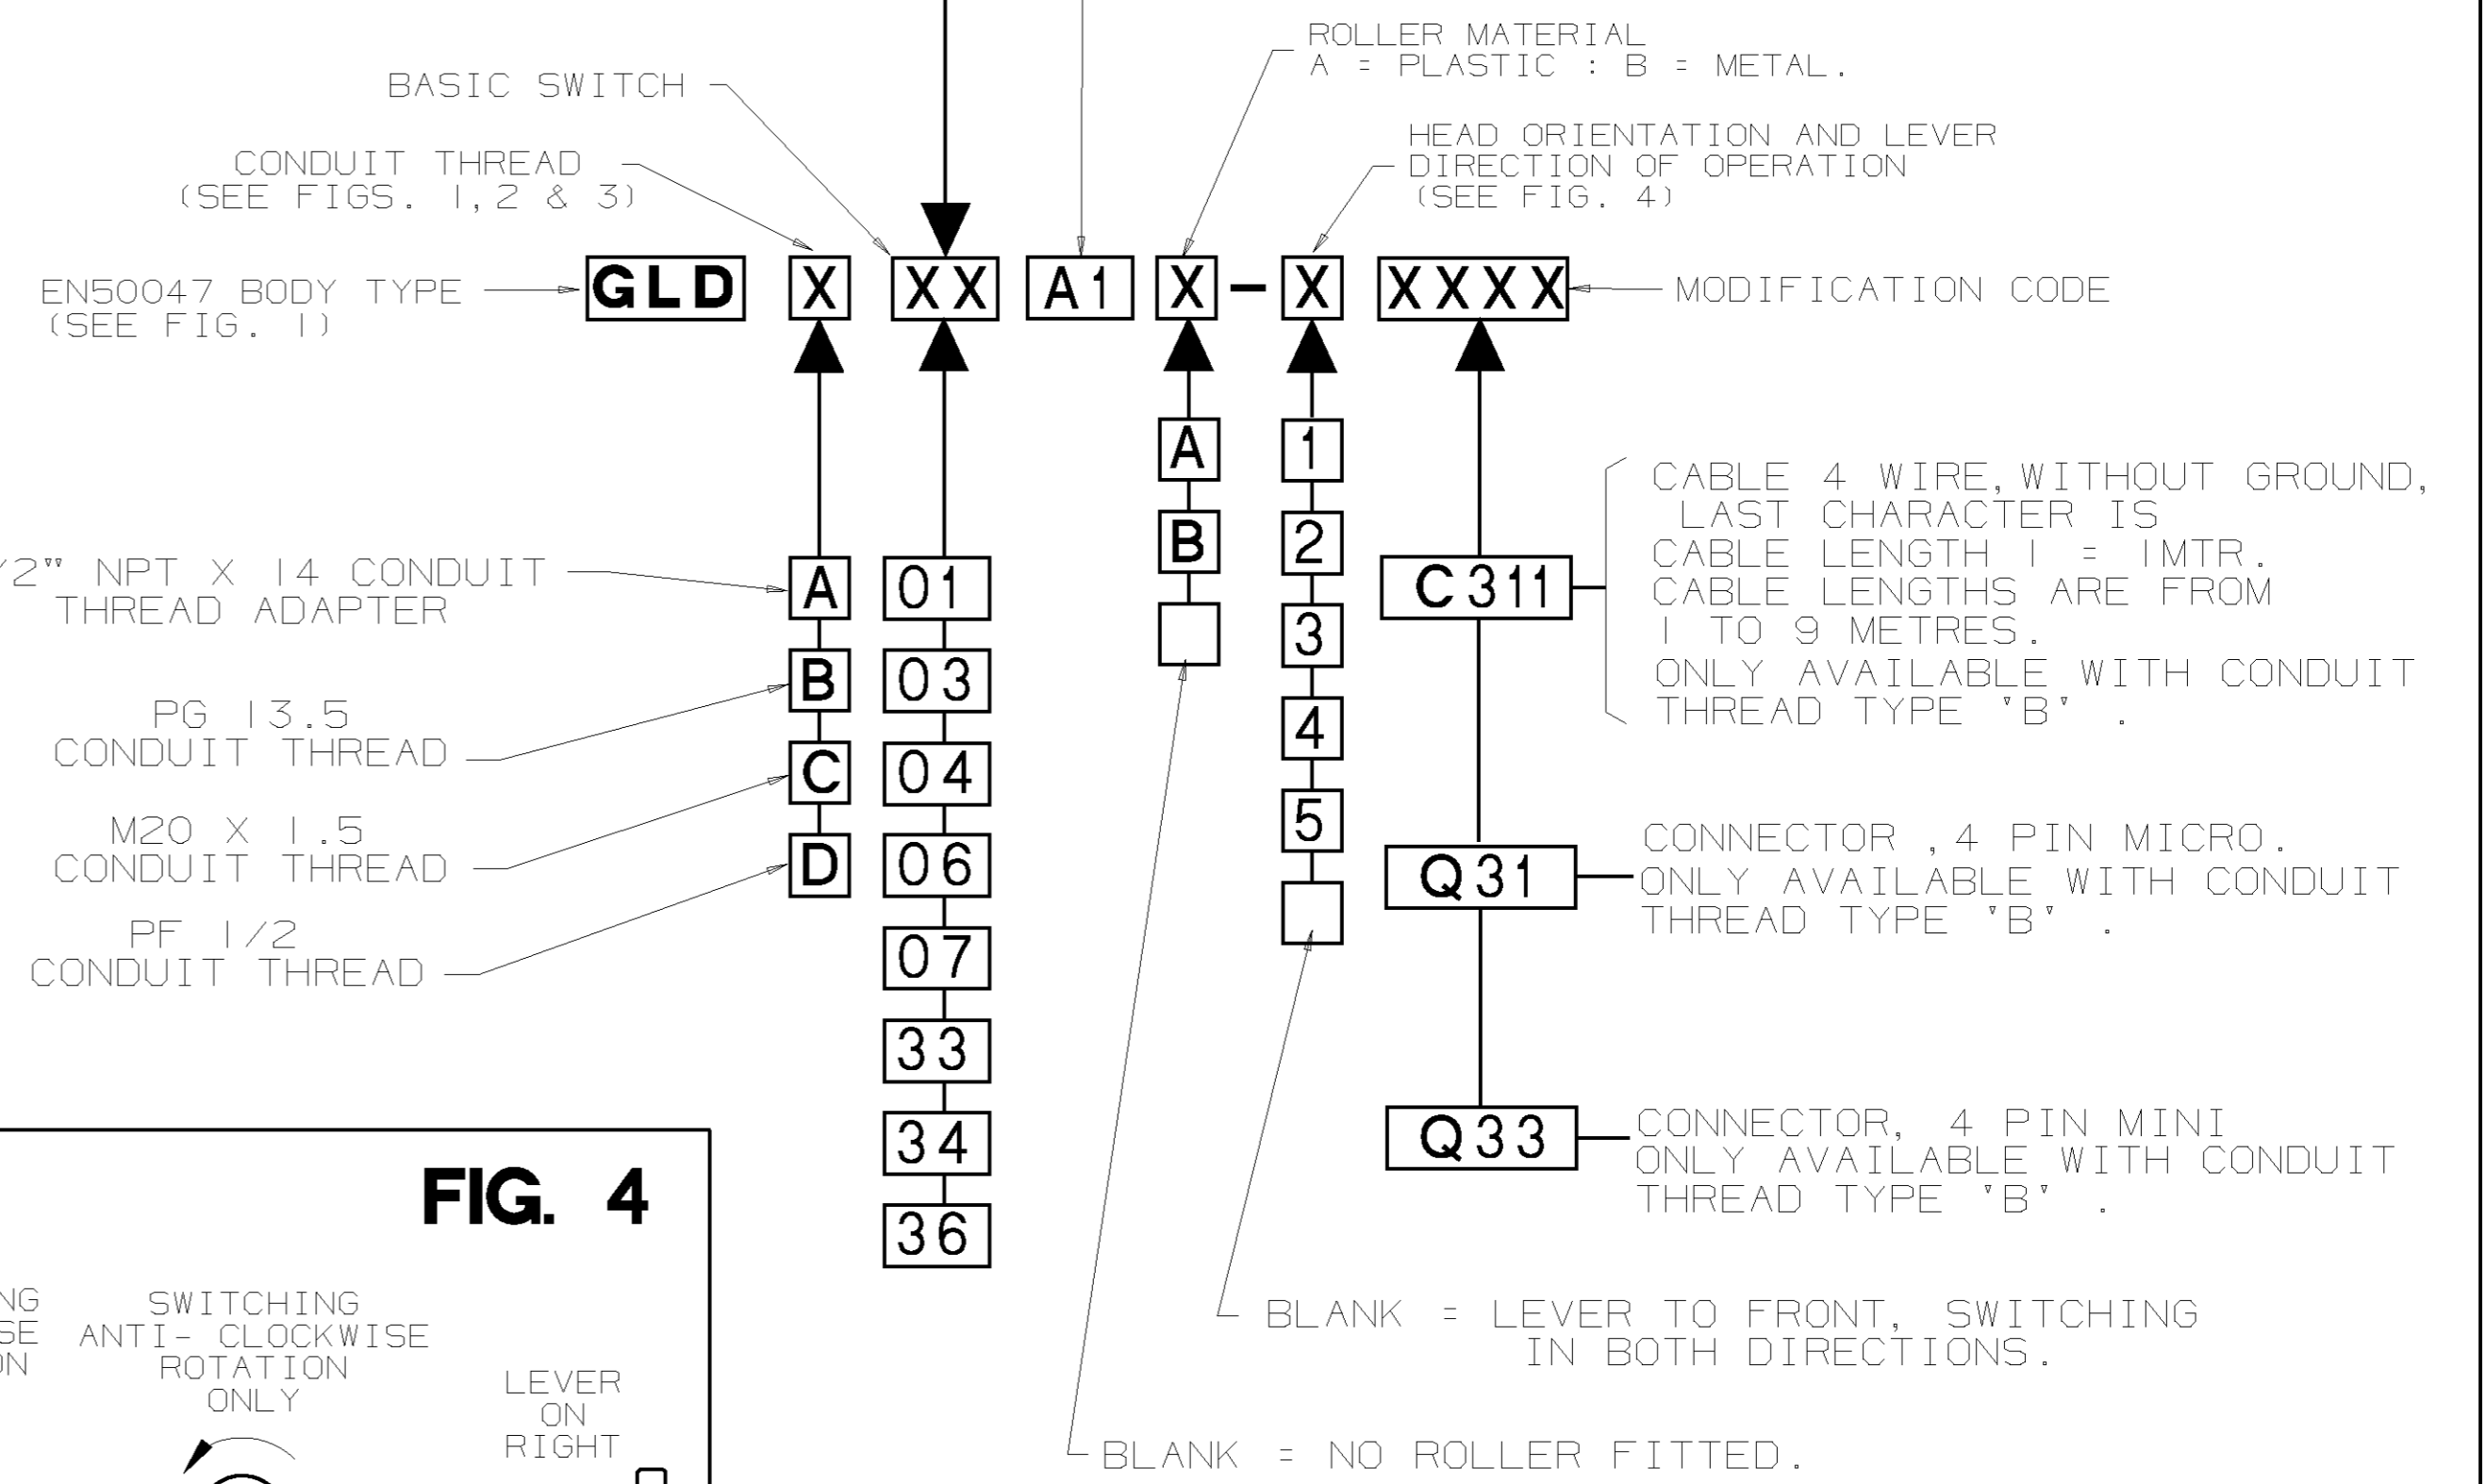 ROLLER MATERIAL
A = PLASTIC : B = METAL.
BASIC SWITCH
HEAD ORIENTATION AND LEVER
DIRECTION OF OPERATION
(SEE FIG. 4)
CONDUIT THREAD
(SEE FIGS. 1,2 & 3)
EN50047 BODY TYPE
(SEE FIG. 1)
GLD X XX A1 X - X XXXX
MODIFICATION CODE
A
B
1
2
3
4
5
CABLE 4 WIRE, WITHOUT GROUND,
LAST CHARACTER IS
CABLE LENGTH 1 = 1MTR.
CABLE LENGTHS ARE FROM
1 TO 9 METRES.
ONLY AVAILABLE WITH CONDUIT
THREAD TYPE 'B' .
C311
/2" NPT X 14 CONDUIT
THREAD ADAPTER
PG 13.5
CONDUIT THREAD
M20 X 1.5
CONDUIT THREAD
PF 1/2
CONDUIT THREAD
A
B
C
D
01
03
04
06
07
33
34
36
Q31
CONNECTOR ,4 PIN MICRO.
ONLY AVAILABLE WITH CONDUIT
THREAD TYPE 'B' .
Q33
CONNECTOR, 4 PIN MINI
ONLY AVAILABLE WITH CONDUIT
THREAD TYPE 'B' .
BLANK = LEVER TO FRONT, SWITCHING
IN BOTH DIRECTIONS.
BLANK = NO ROLLER FITTED.
FIG. 4
NG
SE
ON
SWITCHING
ANTI- CLOCKWISE
ROTATION
ONLY
LEVER
ON
RIGHT